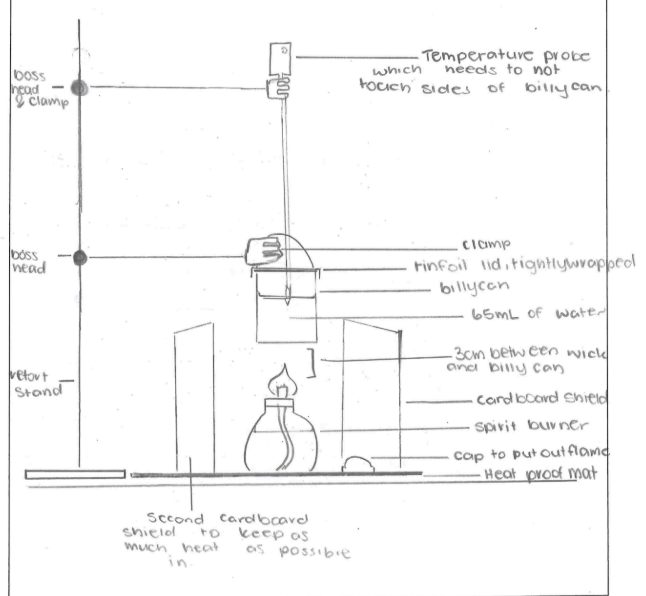 Temperature probe
which needs to not
touch sides of billycan
boss
head
& clamp
clamp
boss
head
tinfoil lid, tightly wrapped
billycan
65mL of water
3cm between wick
and billy can
retort
stand
cardboard shield
spirit burner
cap to put out flame
Heat proof mat
Second cardboard
shield to keep as
much heat as possible
in